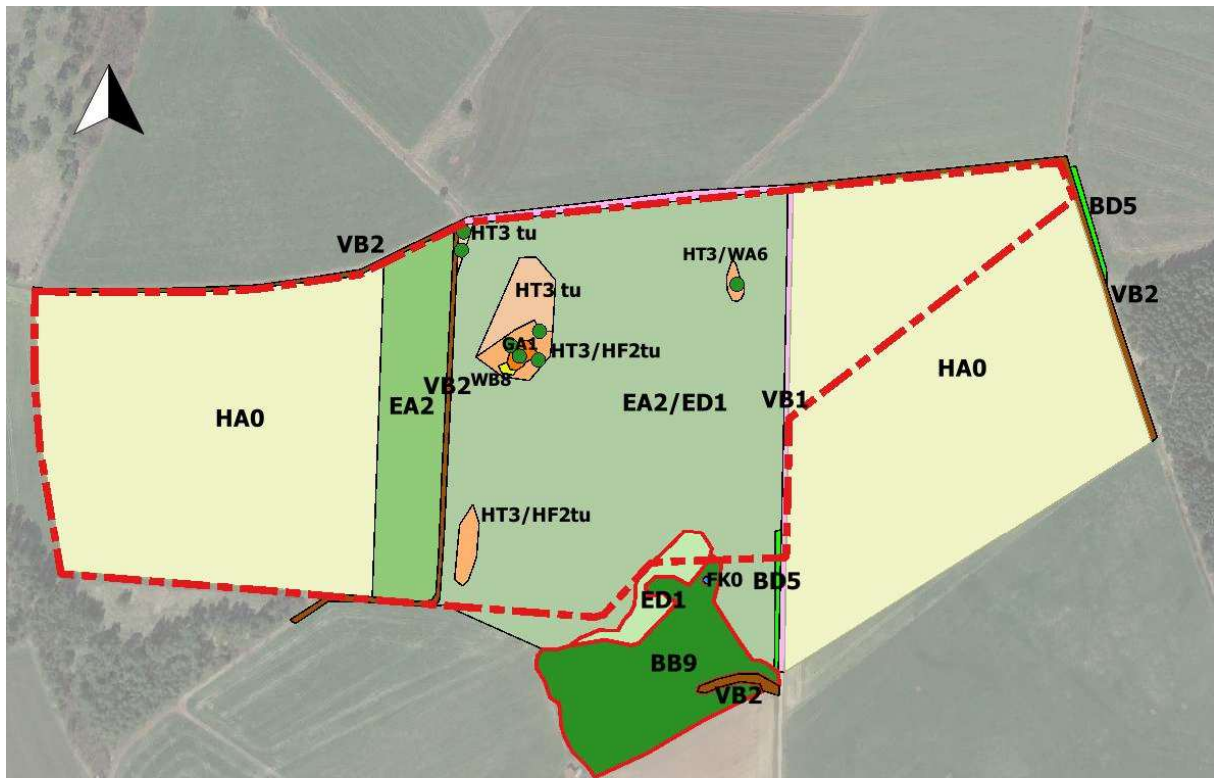 BD5
VB2
HT3 tu
HT3/WA6
VB2
HT3 tu
GA1
HT3/HF2tu
HA0
WB8
VB2
EA2
EA2/ED1
VB1
HA0
HT3/HF2tu
FK0
BD5
ED1
BB9
VB2